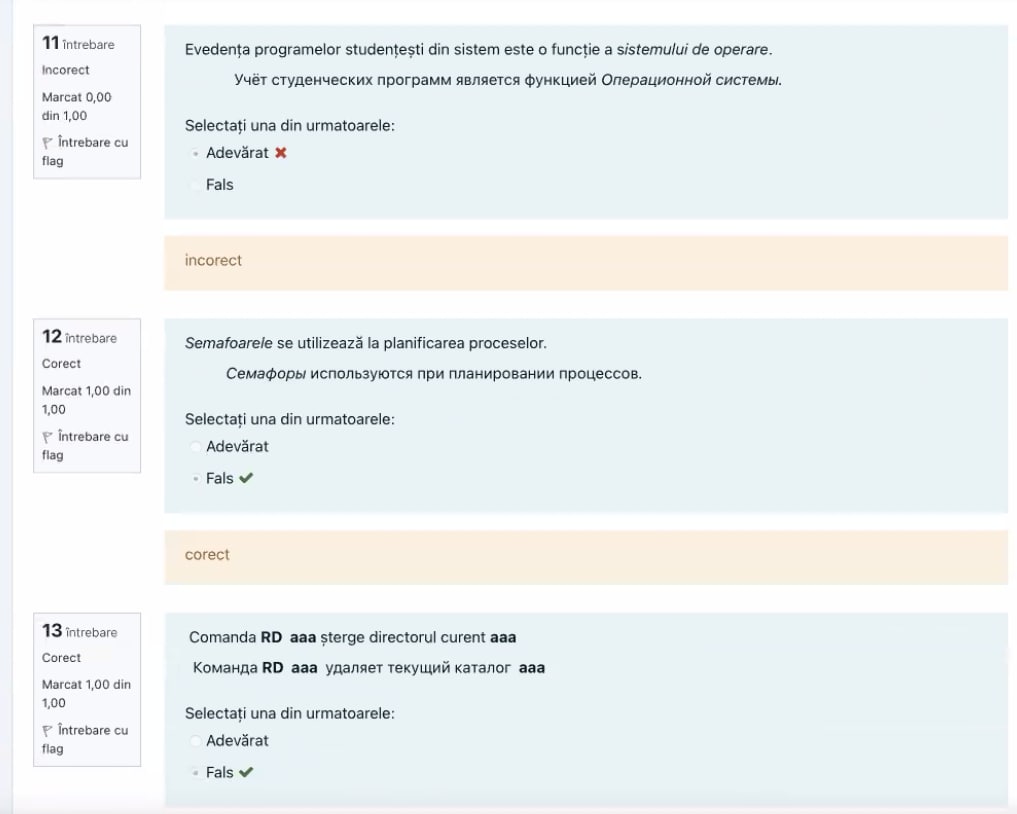 11 întrebare
Incorect
Marcat 0,00
din 1,00
Întrebare cu
flag
Evedența programelor studențești din sistem este o funcție a sistemului de operare.
Учёт студенческих программ является функцией Операционной системы.
Selectați una din urmatoarele:
Adevărat
Fals
incorect
12 întrebare
Corect
Marcat 1,00 din
1,00
Întrebare cu
flag
Semafoarele se utilizează la planificarea proceselor.
Семафоры используются при планировании процессов.
Selectați una din urmatoarele:
Adevărat
Fals
corect
13 întrebare
Corect
Marcat 1,00 din
1,00
Întrebare cu
flag
Comanda RD aaa șterge directorul curent aaa
Команда RD aaa удаляет текущий каталог aaa
Selectați una din urmatoarele:
Adevărat
Fals